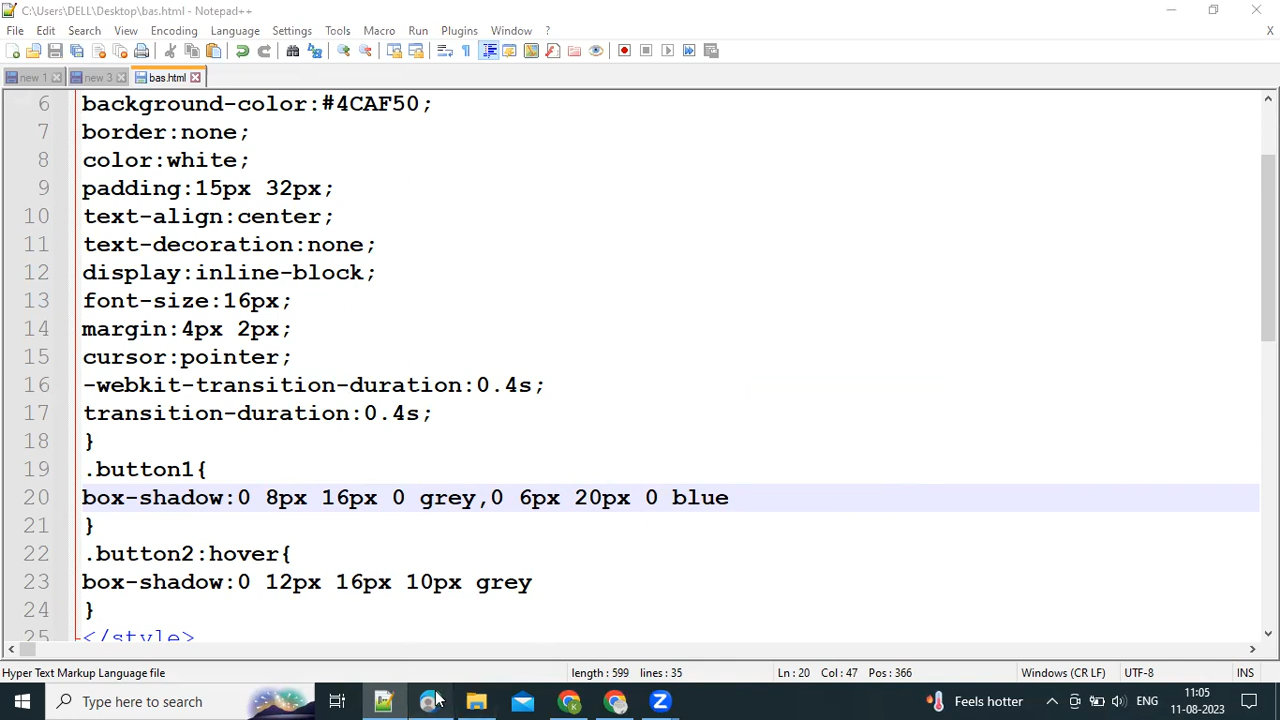 C:\Users\DELL\Desktop\bas.html - Notepad++
File Edit Search View Encoding Language Settings Tools Macro Run Plugins Window ? X
new 1 new 3 bas.html
6 background-color:#4CAF50;
7 border:none;
8 color:white;
9 padding:15px 32px;
10 text-align:center;
11 text-decoration:none;
12 display:inline-block;
13 font-size:16px;
14 margin:4px 2px;
15 cursor:pointer;
16 -webkit-transition-duration:0.4s;
17 transition-duration:0.4s;
18 }
19 .button1{
20 box-shadow:0 8px 16px 0 grey,0 6px 20px 0 blue
21 }
22 .button2:hover{
23 box-shadow:0 12px 16px 10px grey
24 }
25 </style>
Hyper Text Markup Language file length : 599 lines : 35 Ln : 20 Col : 47 Pos : 366 Windows (CR LF) UTF-8 INS
Type here to search Feels hotter ENG 11:05
11-08-2023